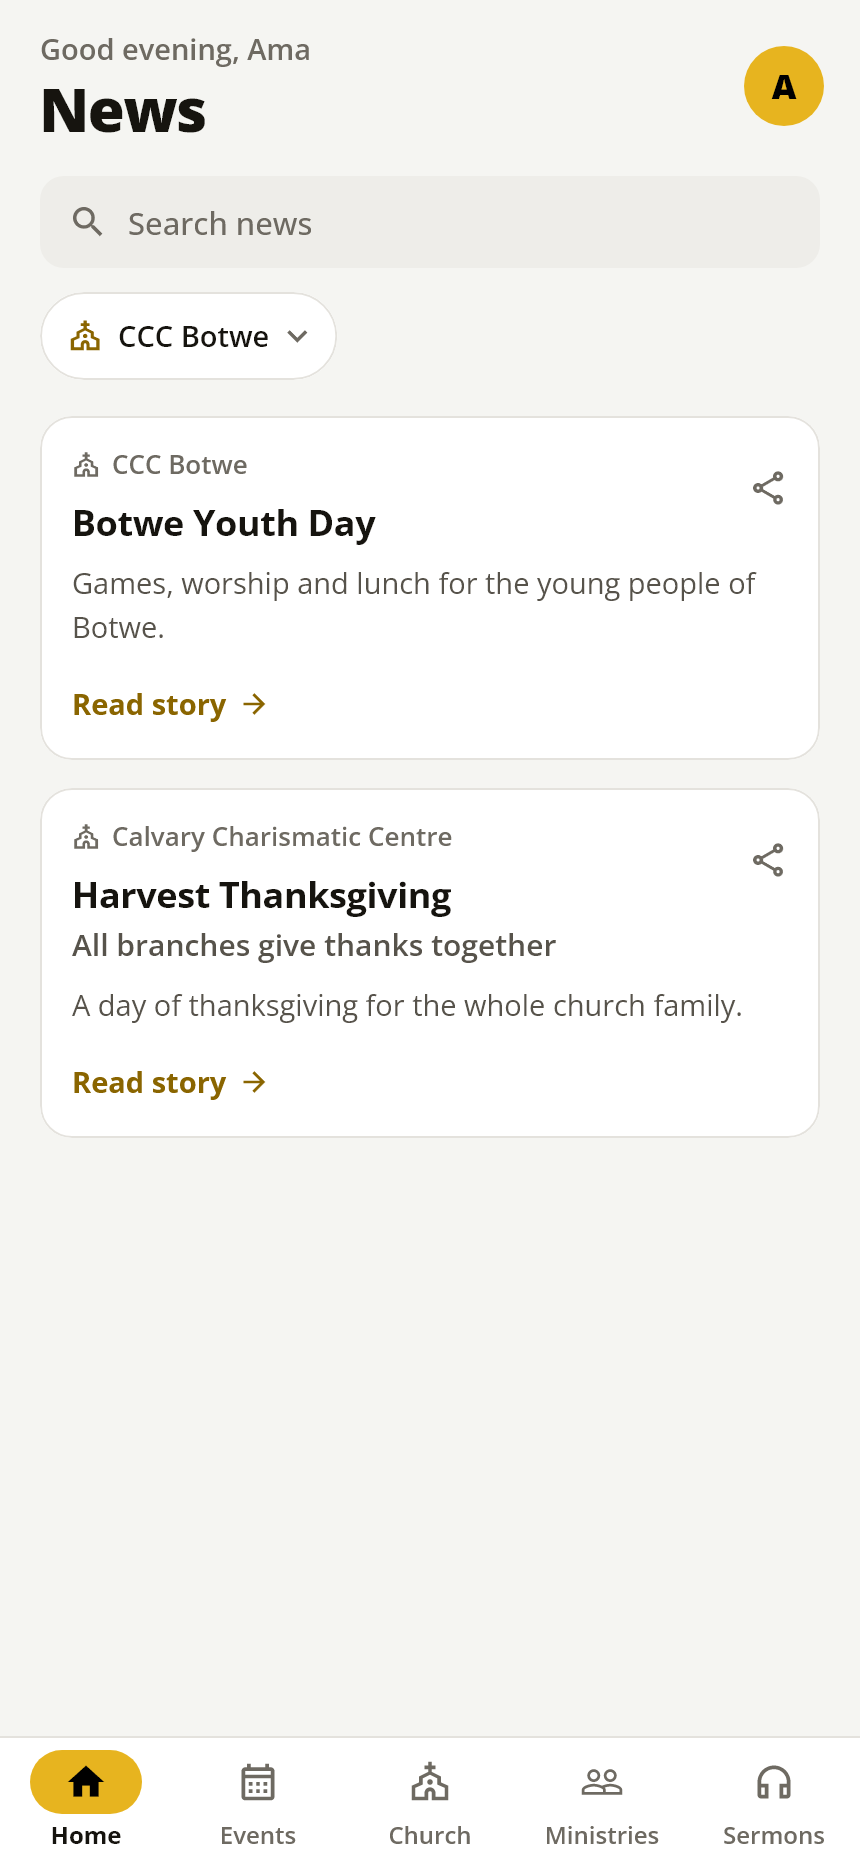 Good evening, Ama
News
A
Search news
CCC Botwe
CCC Botwe
Botwe Youth Day
Games, worship and lunch for the young people of
Botwe.
Read story
Calvary Charismatic Centre
Harvest Thanksgiving
All branches give thanks together
A day of thanksgiving for the whole church family.
Read story
Home
Events
Church
Ministries
Sermons